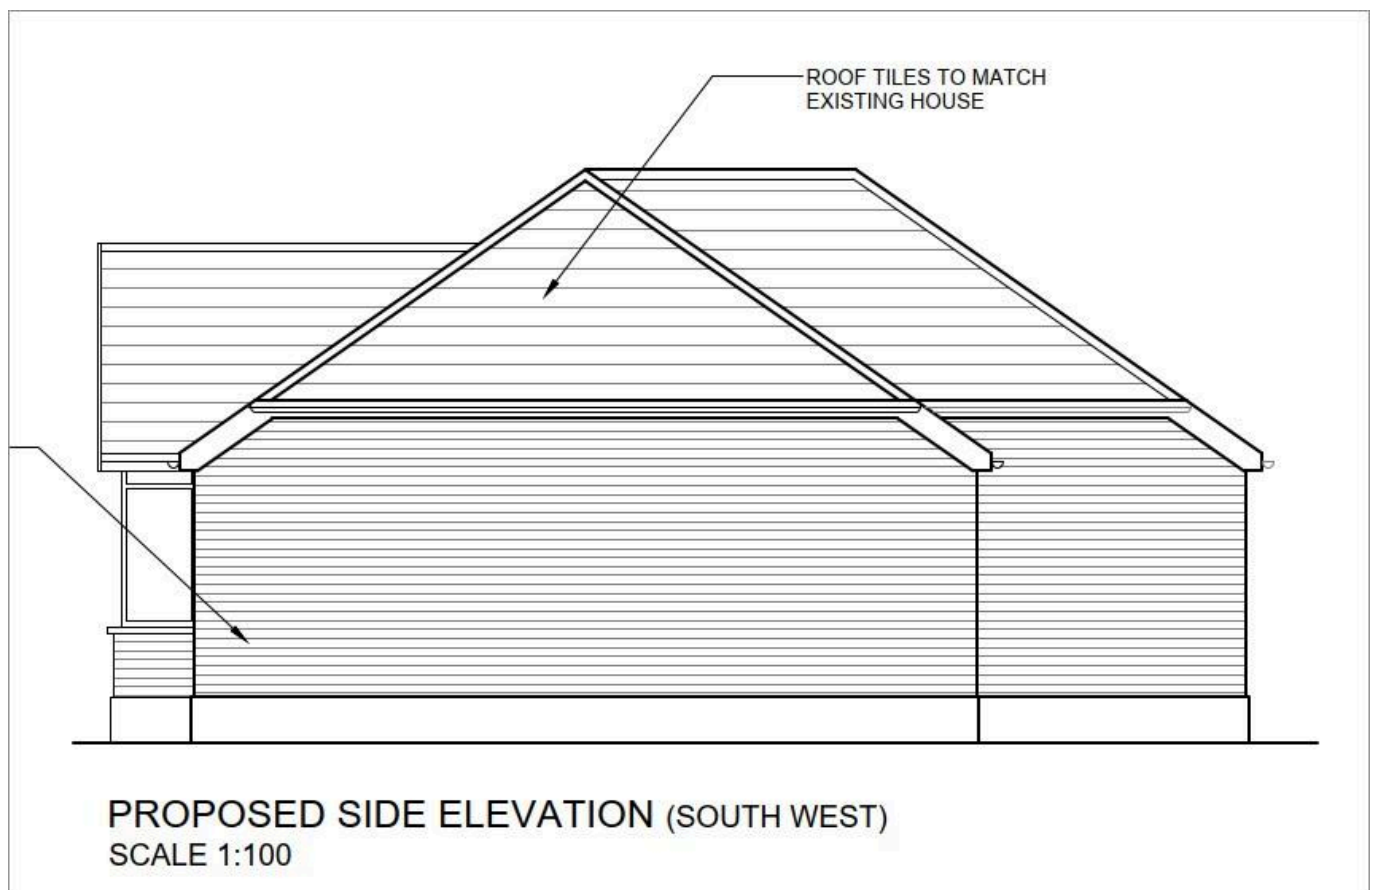 ROOF TILES TO MATCH
EXISTING HOUSE
PROPOSED SIDE ELEVATION (SOUTH WEST)
SCALE 1:100